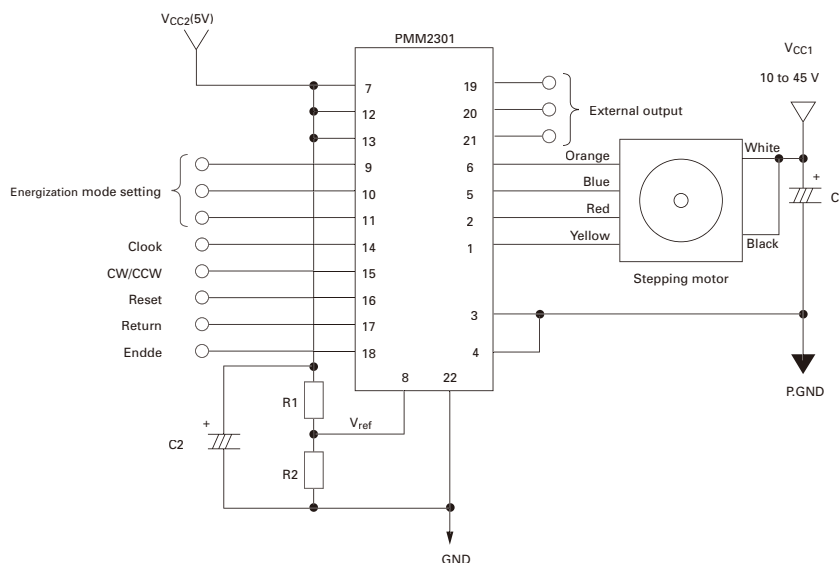 VCC2(5V)
PMM2301
VCC1
10 to 45 V
7
12
13
9
10
11
14
15
16
17
18
19
20
21
6
5
2
1
3
4
8
22
External output
Energization mode setting
Clook
CW/CCW
Reset
Return
Endde
Orange
Blue
Red
Yellow
White
Black
Stepping motor
+
C
P.GND
R1
Vref
+
C2
R2
GND